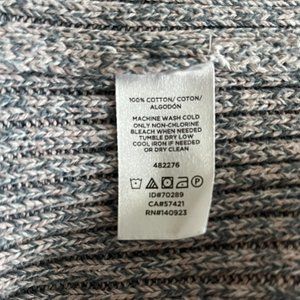 100% COTTON/ COTON/
ALGODÓN
MACHINE WASH COLD
ONLY NON-CHLORINE
BLEACH WHEN NEEDED
TUMBLE DRY LOW
COOL IRON IF NEEDED
OR DRY CLEAN
482276
ID#70289
CA#57421
RN#140923